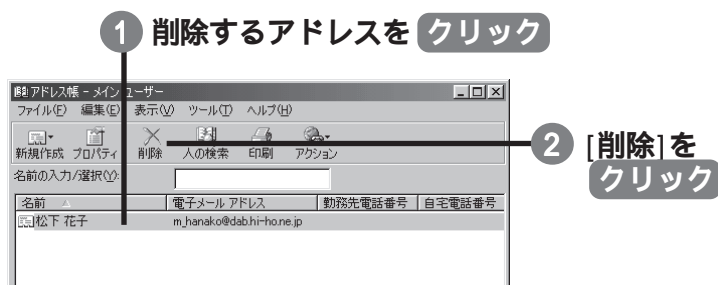 1 削除するアドレスを クリック
アドレス帳 - メイン ユーザー
ファイル(F) 編集(E) 表示(V) ツール(T) ヘルプ(H)
新規作成 プロパティ 削除 人の検索 印刷 アクション
2 [削除]を
クリック
名前の入力/選択(Y):
名前 電子メール アドレス 勤務先電話番号 自宅電話番号
松下 花子 m_hanako@dab.hi-ho.ne.jp